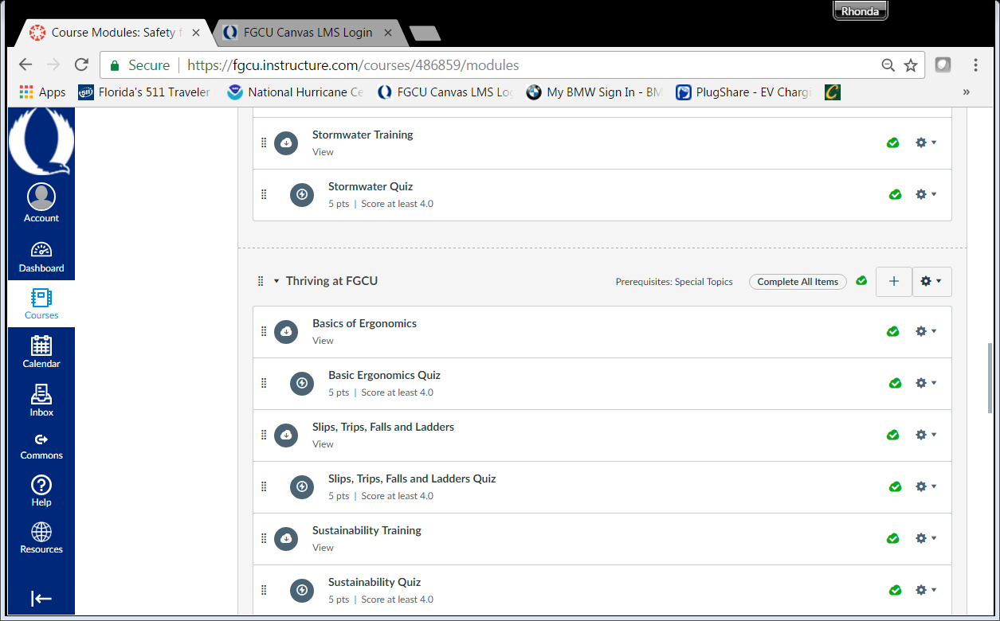 Rhonda
Course Modules: Safety f
FGCU Canvas LMS Login
Secure https://fgcu.instructure.com/courses/486859/modules
Apps Florida's 511 Traveler National Hurricane Ce FGCU Canvas LMS Log My BMW Sign In - BM PlugShare - EV Chargi »
Stormwater Training
View
Stormwater Quiz
5 pts | Score at least 4.0
Account
Dashboard
Courses
Calendar
Inbox
Commons
Help
Resources
Thriving at FGCU Prerequisites: Special Topics Complete All Items
Basics of Ergonomics
View
Basic Ergonomics Quiz
5 pts | Score at least 4.0
Slips, Trips, Falls and Ladders
View
Slips, Trips, Falls and Ladders Quiz
5 pts | Score at least 4.0
Sustainability Training
View
Sustainability Quiz
5 pts | Score at least 4.0